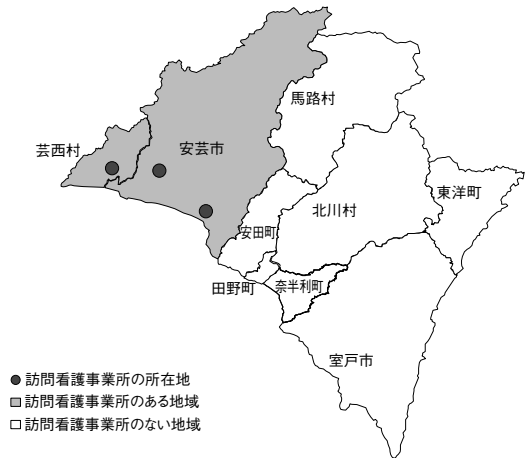 馬路村
芸西村
安芸市
東洋町
北川村
安田町
田野町
奈半利町
室戸市
訪問看護事業所の所在地
訪問看護事業所のある地域
訪問看護事業所のない地域